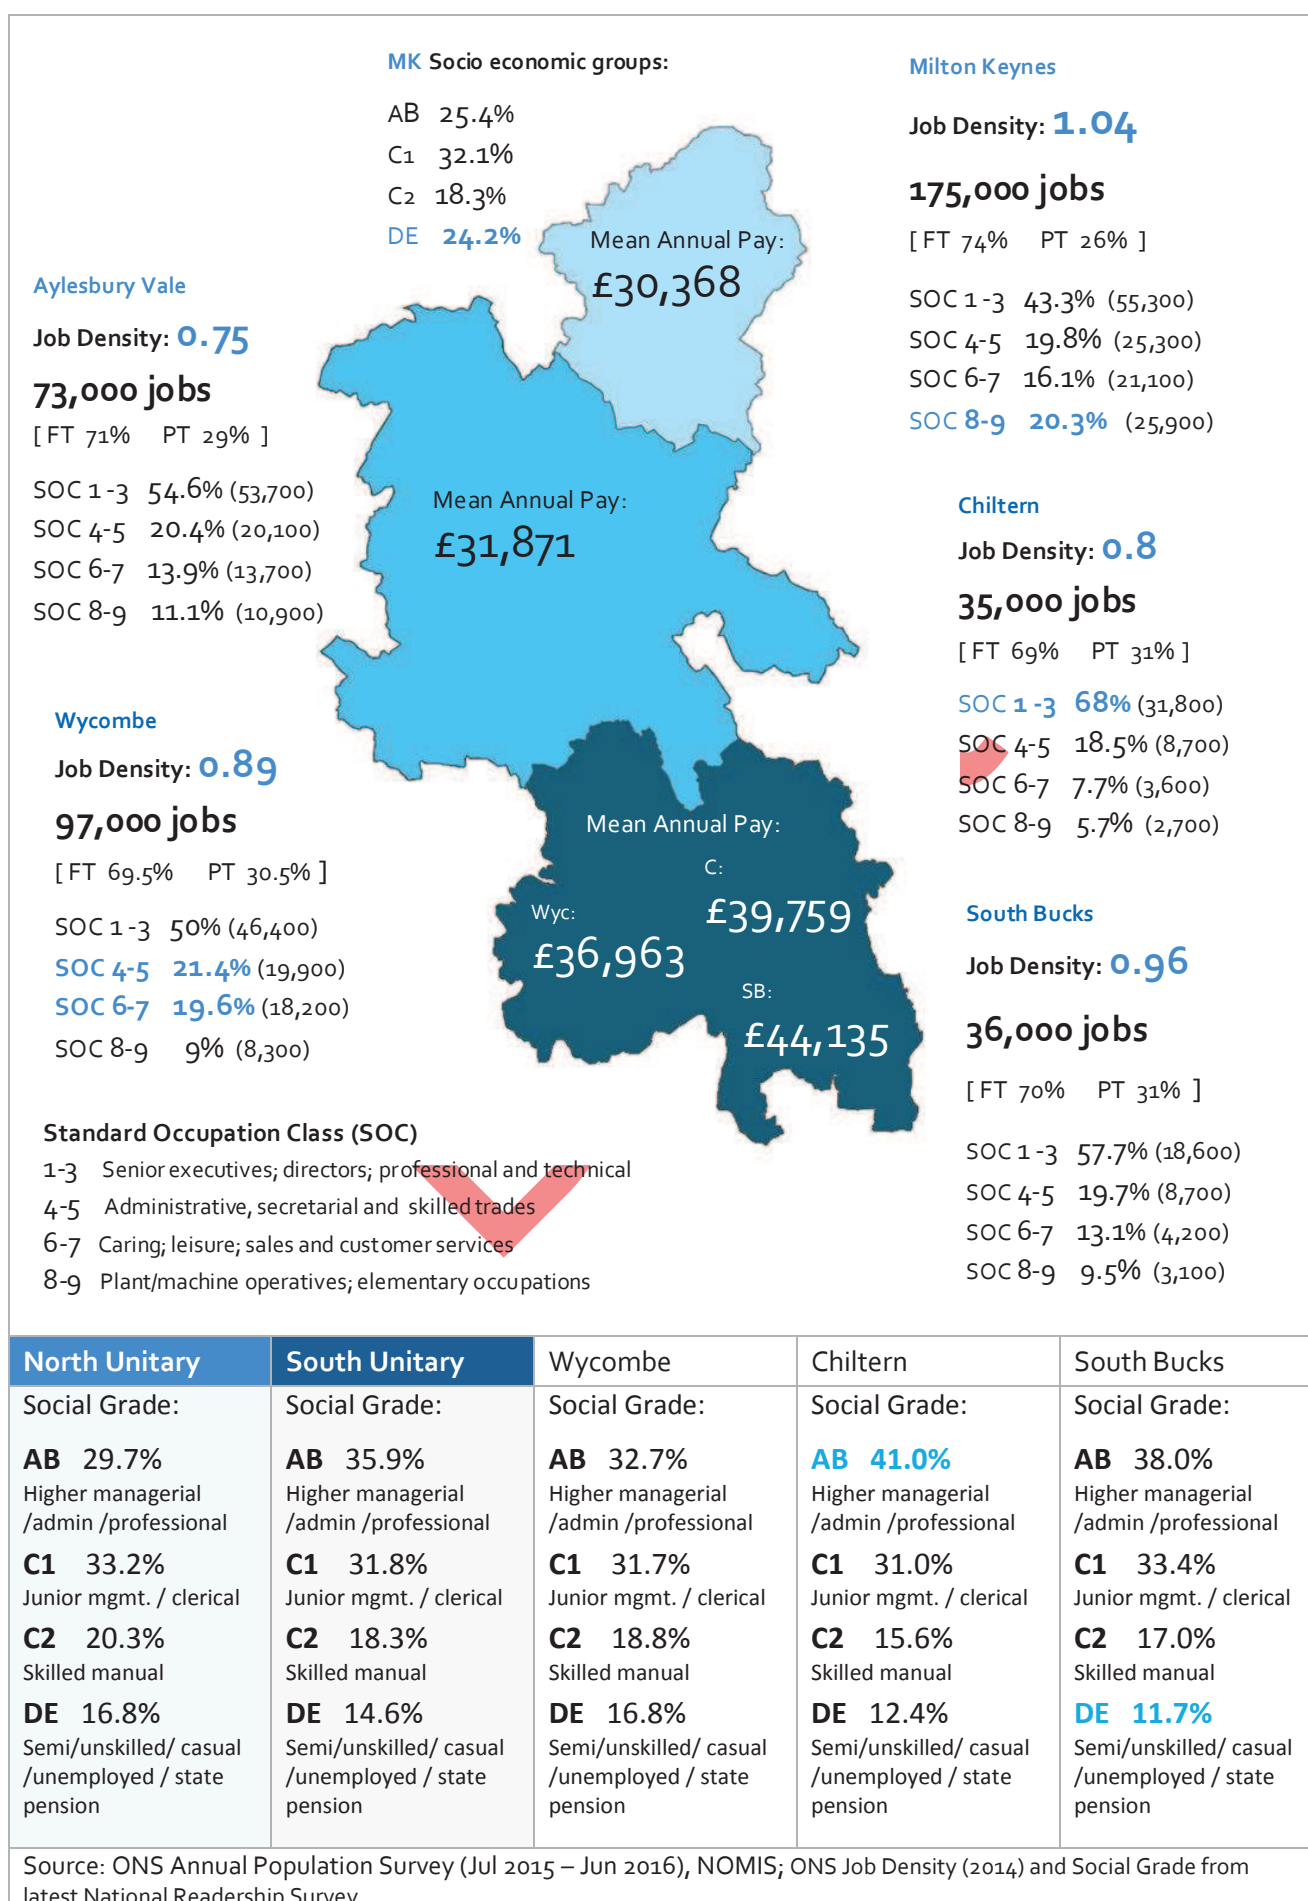 MK Socio economic groups:
AB 25.4%
C1 32.1%
C2 18.3%
DE 24.2%
Milton Keynes
Job Density: 1.04
175,000 jobs
[ FT 74% PT 26% ]
SOC 1 -3 43.3% (55,300)
SOC 4-5 19.8% (25,300)
SOC 6-7 16.1% (21,100)
SOC 8-9 20.3% (25,900)
Mean Annual Pay:
£30,368
Aylesbury Vale
Job Density: 0.75
73,000 jobs
[ FT 71% PT 29% ]
SOC 1 -3 54.6% (53,700)
SOC 4-5 20.4% (20,100)
SOC 6-7 13.9% (13,700)
SOC 8-9 11.1% (10,900)
Mean Annual Pay:
£31,871
Chiltern
Job Density: 0.8
35,000 jobs
[ FT 69% PT 31% ]
SOC 1 -3 68% (31,800)
SOC 4-5 18.5% (8,700)
SOC 6-7 7.7% (3,600)
SOC 8-9 5.7% (2,700)
Wycombe
Job Density: 0.89
97,000 jobs
[ FT 69.5% PT 30.5% ]
SOC 1 -3 50% (46,400)
SOC 4-5 21.4% (19,900)
SOC 6-7 19.6% (18,200)
SOC 8-9 9% (8,300)
Mean Annual Pay:
C:
£39,759
Wyc:
£36,963
SB:
£44,135
South Bucks
Job Density: 0.96
36,000 jobs
[ FT 70% PT 31% ]
SOC 1 -3 57.7% (18,600)
SOC 4-5 19.7% (8,700)
SOC 6-7 13.1% (4,200)
SOC 8-9 9.5% (3,100)
Standard Occupation Class (SOC)
1-3 Senior executives; directors; professional and technical
4-5 Administrative, secretarial and skilled trades
6-7 Caring; leisure; sales and customer services
8-9 Plant/machine operatives; elementary occupations
North Unitary
Social Grade:
AB 29.7%
Higher managerial
/admin /professional
C1 33.2%
Junior mgmt. / clerical
C2 20.3%
Skilled manual
DE 16.8%
Semi/unskilled/ casual
/unemployed / state
pension
South Unitary
Social Grade:
AB 35.9%
Higher managerial
/admin /professional
C1 31.8%
Junior mgmt. / clerical
C2 18.3%
Skilled manual
DE 14.6%
Semi/unskilled/ casual
/unemployed / state
pension
Wycombe
Social Grade:
AB 32.7%
Higher managerial
/admin /professional
C1 31.7%
Junior mgmt. / clerical
C2 18.8%
Skilled manual
DE 16.8%
Semi/unskilled/ casual
/unemployed / state
pension
Chiltern
Social Grade:
AB 41.0%
Higher managerial
/admin /professional
C1 31.0%
Junior mgmt. / clerical
C2 15.6%
Skilled manual
DE 12.4%
Semi/unskilled/ casual
/unemployed / state
pension
South Bucks
Social Grade:
AB 38.0%
Higher managerial
/admin /professional
C1 33.4%
Junior mgmt. / clerical
C2 17.0%
Skilled manual
DE 11.7%
Semi/unskilled/ casual
/unemployed / state
pension
Source: ONS Annual Population Survey (Jul 2015 – Jun 2016), NOMIS; ONS Job Density (2014) and Social Grade from
latest National Readership Survey